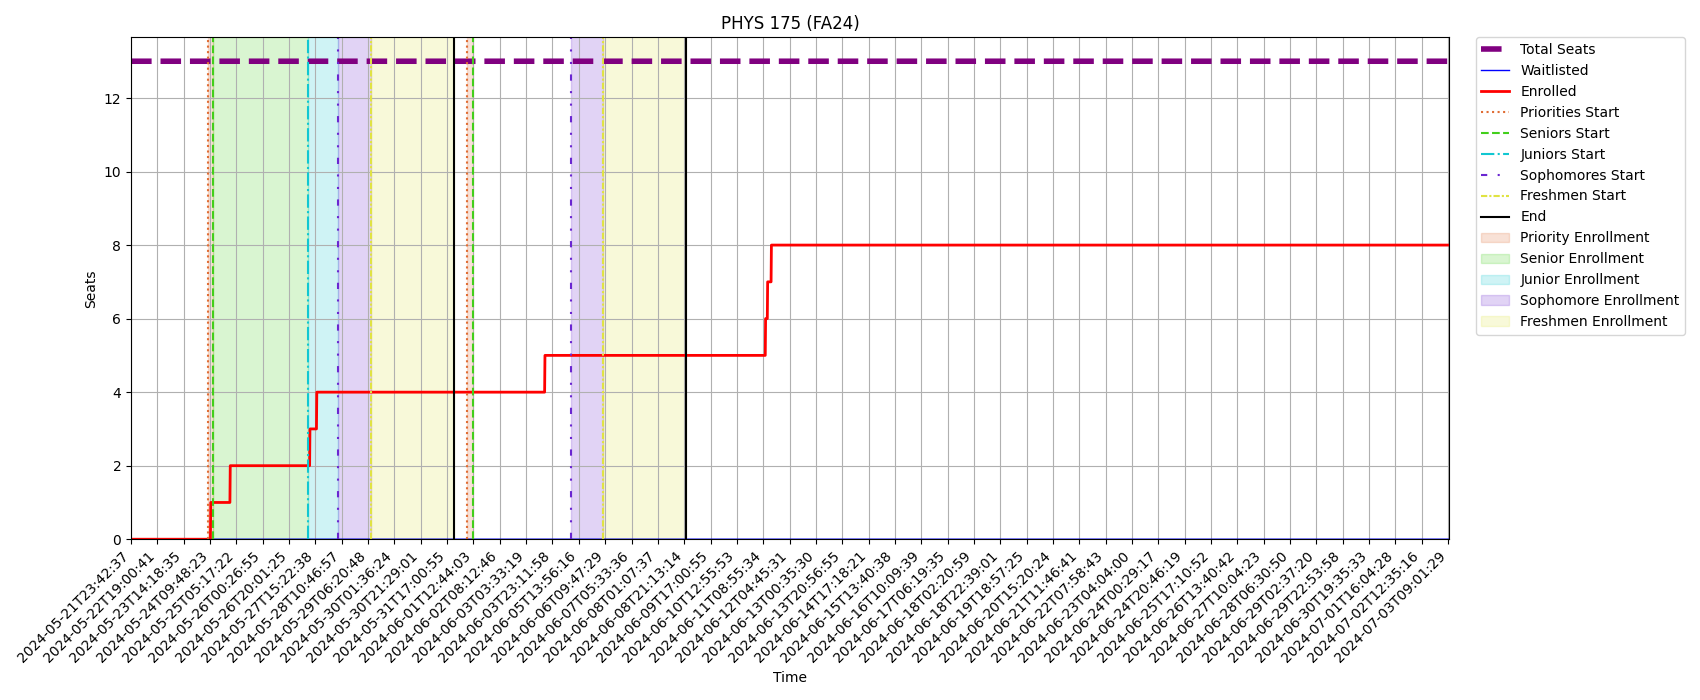 PHYS 175 (FA24)
Total Seats
Waitlisted
Enrolled
Priorities Start
Seniors Start
Juniors Start
Sophomores Start
Freshmen Start
End
Priority Enrollment
Senior Enrollment
Junior Enrollment
Sophomore Enrollment
Freshmen Enrollment
Seats
12
10
8
6
4
2
0
2024-05-21T23:42:37
2024-05-22T19:00:41
2024-05-23T14:18:35
2024-05-24T09:48:23
2024-05-25T05:17:22
2024-05-26T00:26:55
2024-05-26T20:01:25
2024-05-27T15:22:38
2024-05-28T10:46:57
2024-05-29T06:20:48
2024-05-30T01:36:24
2024-05-30T21:29:01
2024-05-31T17:00:55
2024-06-01T12:44:03
2024-06-02T08:12:46
2024-06-03T03:33:19
2024-06-03T23:11:58
2024-06-05T13:56:16
2024-06-06T09:47:29
2024-06-07T05:33:36
2024-06-08T01:07:37
2024-06-08T21:13:14
2024-06-09T17:00:55
2024-06-10T12:55:53
2024-06-11T08:55:34
2024-06-12T04:45:31
2024-06-13T00:35:30
2024-06-13T20:56:55
2024-06-14T17:18:21
2024-06-15T13:40:38
2024-06-16T10:09:39
2024-06-17T06:19:35
2024-06-18T02:20:59
2024-06-18T22:39:01
2024-06-19T18:57:25
2024-06-20T15:20:24
2024-06-21T11:46:41
2024-06-22T07:58:43
2024-06-23T04:04:00
2024-06-24T00:29:17
2024-06-24T20:46:19
2024-06-25T17:10:52
2024-06-26T13:40:42
2024-06-27T10:04:23
2024-06-28T06:30:50
2024-06-29T02:37:20
2024-06-29T22:53:58
2024-06-30T19:35:33
2024-07-01T16:04:28
2024-07-02T12:35:16
2024-07-03T09:01:29
Time